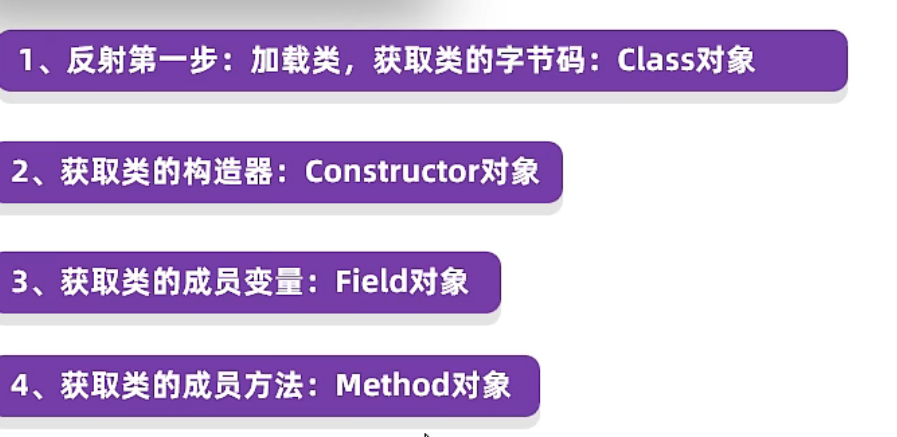 1、反射第一步：加载类，获取类的字节码：Class对象
2、获取类的构造器：Constructor对象
3、获取类的成员变量：Field对象
4、获取类的成员方法：Method对象